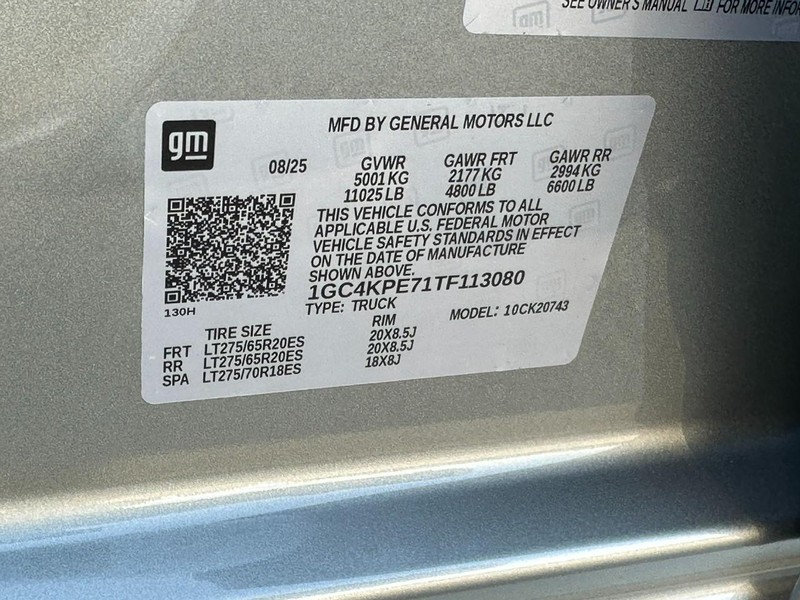 SEE OWNER'S MANUAL FOR MORE INFOR
gm
MFD BY GENERAL MOTORS LLC
08/25 GVWR GAWR FRT GAWR RR
5001 KG 2177 KG 2994 KG
11025 LB 4800 LB 6600 LB
THIS VEHICLE CONFORMS TO ALL
APPLICABLE U.S. FEDERAL MOTOR
VEHICLE SAFETY STANDARDS IN EFFECT
ON THE DATE OF MANUFACTURE
SHOWN ABOVE.
1GC4KPE71TF113080
130H
TYPE: TRUCK MODEL: 10CK20743
TIRE SIZE RIM
FRT LT275/65R20ES 20X8.5J
RR LT275/65R20ES 20X8.5J
SPA LT275/70R18ES 18X8J